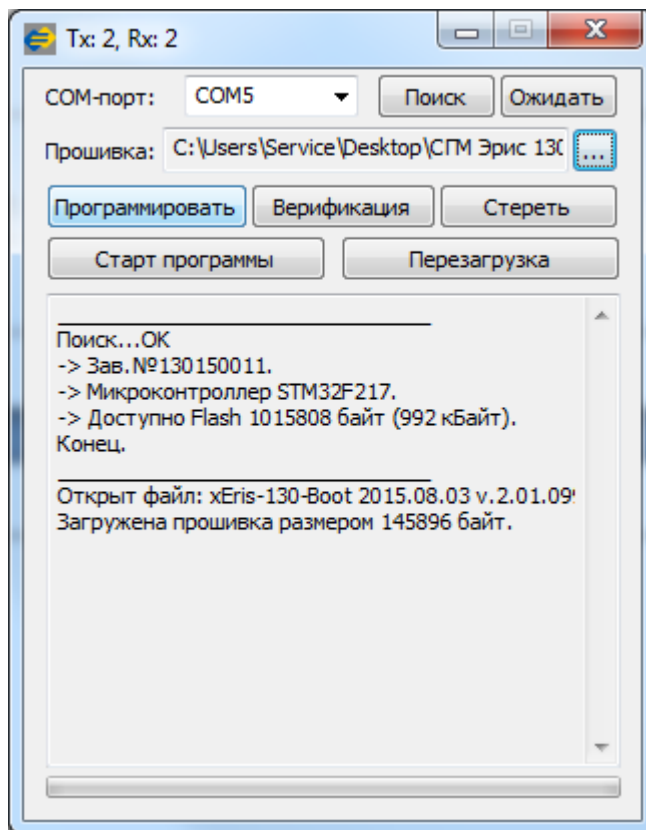 Tx: 2, Rx: 2
COM-порт: COM5 Поиск Ожидать
Прошивка: C:\Users\Service\Desktop\СГМ Эрис 130 ...
Программировать Верификация Стереть
Старт программы Перезагрузка
Поиск...OK
-> Зав.№130150011.
-> Микроконтроллер STM32F217.
-> Доступно Flash 1015808 байт (992 кБайт).
Конец.
Открыт файл: xEris-130-Boot 2015.08.03 v.2.01.099
Загружена прошивка размером 145896 байт.